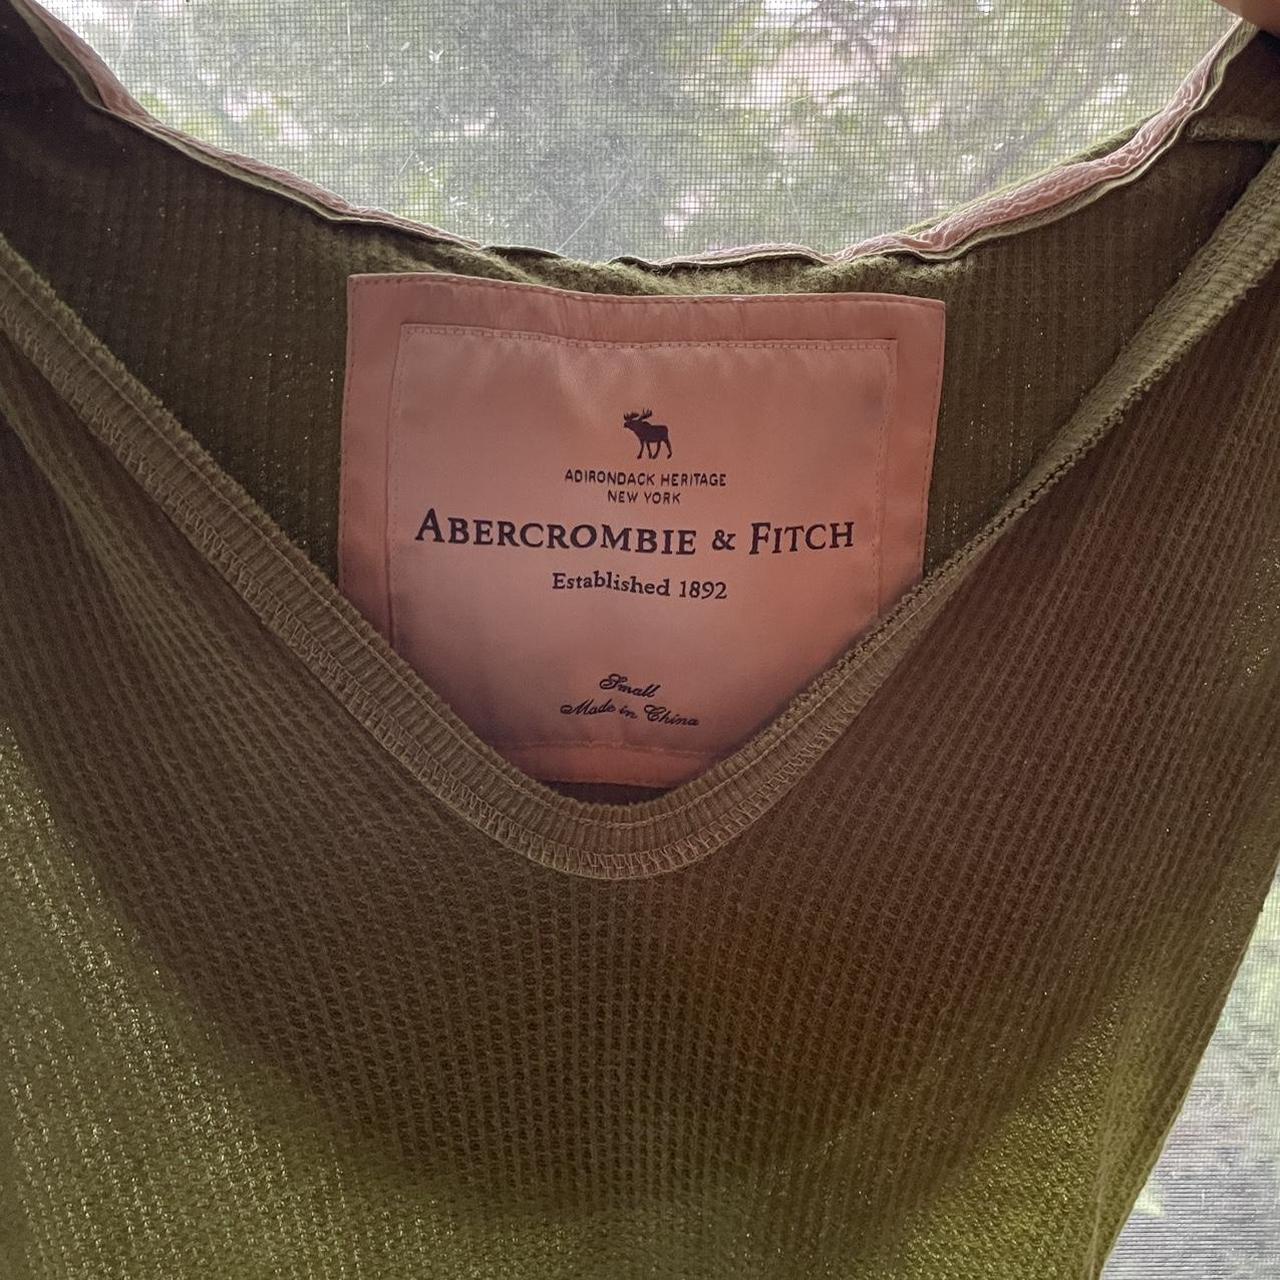 ADIRONDACK HERITAGE
NEW YORK
ABERCROMBIE & FITCH
Established 1892
Small
Made in China